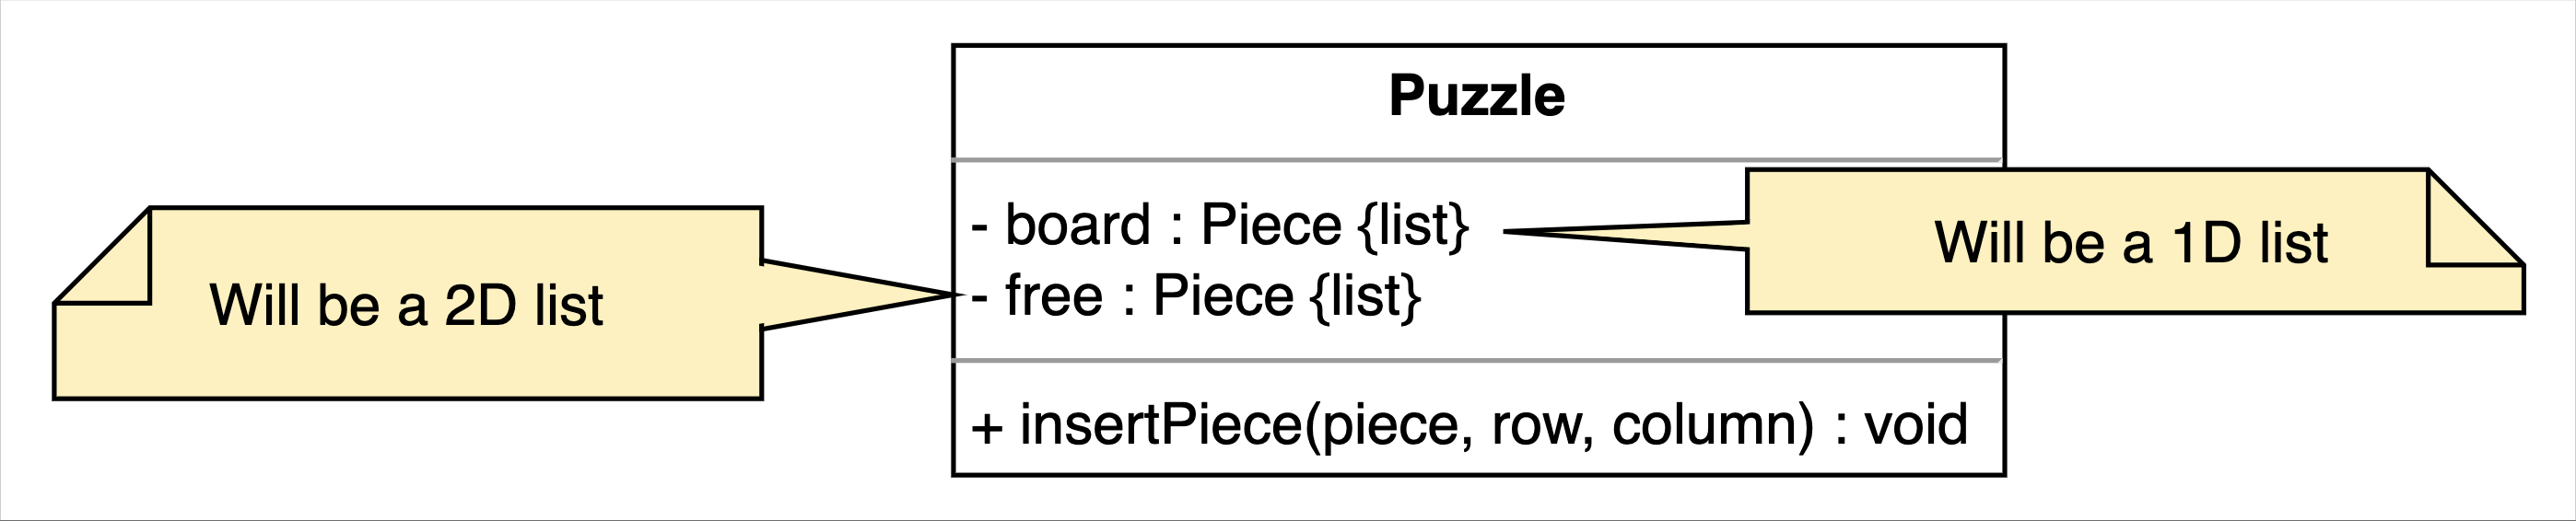 Puzzle
- board : Piece {list}
- free : Piece {list}
+ insertPiece(piece, row, column) : void
Will be a 2D list
Will be a 1D list